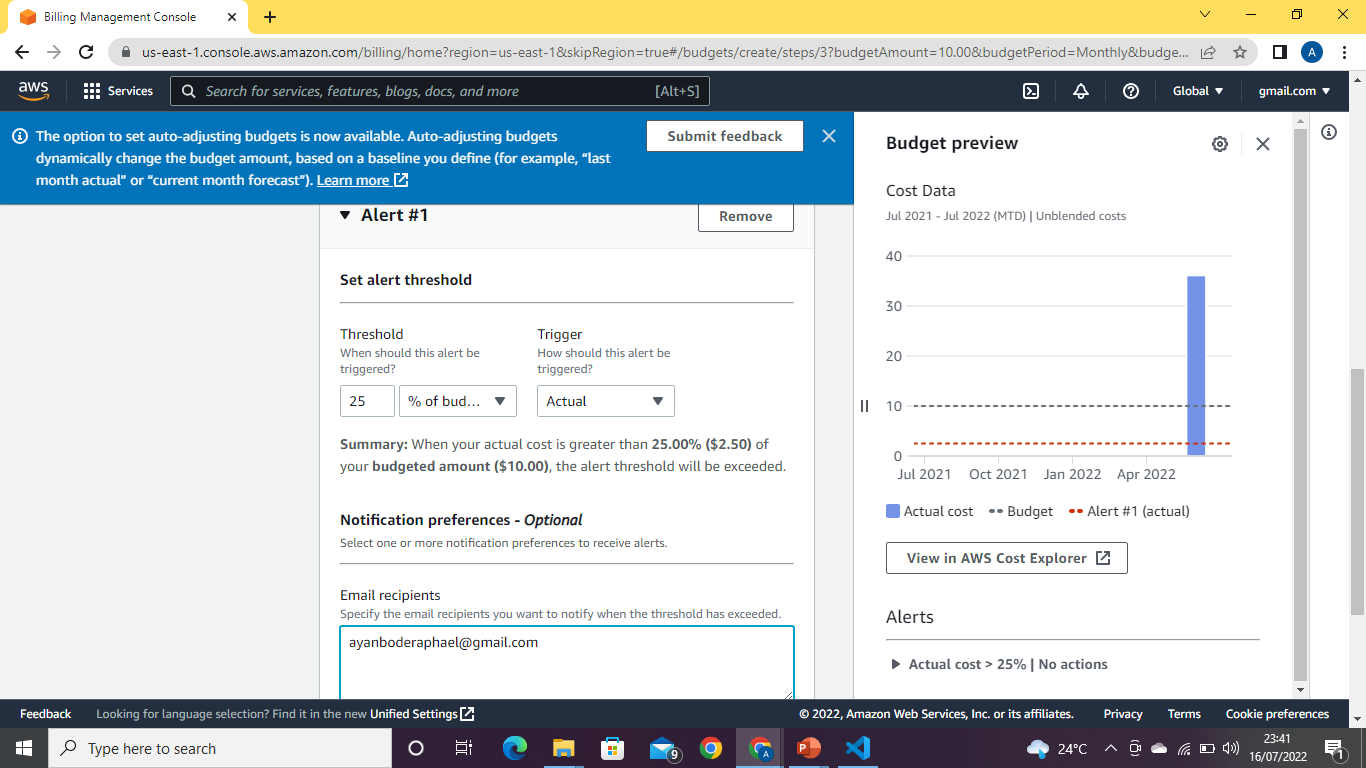 Billing Management Console
us-east-1.console.aws.amazon.com/billing/home?region=us-east-1&skipRegion=true#/budgets/create/steps/3?budgetAmount=10.00&budgetPeriod=Monthly&budge...
A
aws
Services
Search for services, features, blogs, docs, and more
[Alt+S]
Global
gmail.com
The option to set auto-adjusting budgets is now available. Auto-adjusting budgets
dynamically change the budget amount, based on a baseline you define (for example, "last
month actual" or "current month forecast"). Learn more
Submit feedback
Alert #1
Remove
Set alert threshold
Threshold
When should this alert be
triggered?
25
% of bud...
Trigger
How should this alert be
triggered?
Actual
Summary: When your actual cost is greater than 25.00% ($2.50) of
your budgeted amount ($10.00), the alert threshold will be exceeded.
Notification preferences - Optional
Select one or more notification preferences to receive alerts.
Email recipients
Specify the email recipients you want to notify when the threshold has exceeded.
ayanboderaphael@gmail.com
Budget preview
Cost Data
Jul 2021 - Jul 2022 (MTD) | Unblended costs
40
30
20
10
0
Jul 2021
Oct 2021
Jan 2022
Apr 2022
Actual cost
Budget
Alert #1 (actual)
View in AWS Cost Explorer
Alerts
Actual cost > 25% | No actions
Feedback
Looking for language selection? Find it in the new Unified Settings
© 2022, Amazon Web Services, Inc. or its affiliates.
Privacy
Terms
Cookie preferences
Type here to search
9
A
24°C
23:41
16/07/2022
1